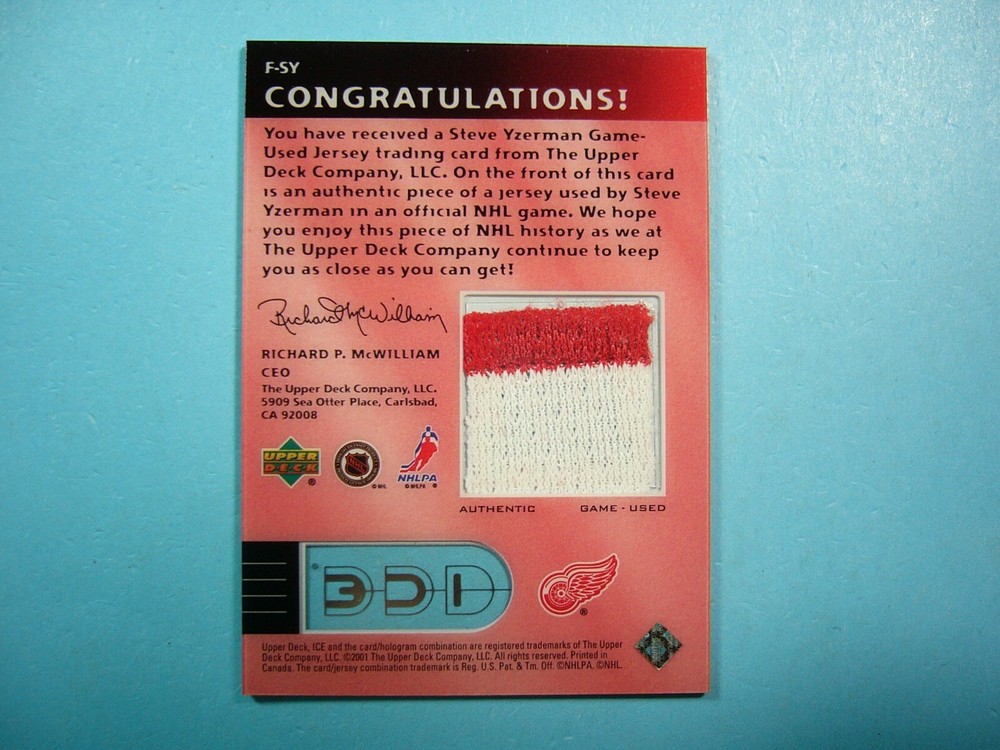 F-SY
CONGRATULATIONS!
You have received a Steve Yzerman Game-
Used Jersey trading card from The Upper
Deck Company, LLC. On the front of this card
is an authentic piece of a jersey used by Steve
Yzerman in an official NHL game. We hope
you enjoy this piece of NHL history as we at
The Upper Deck Company continue to keep
you as close as you can get!
Richard McWilliam
RICHARD P. McWILLIAM
CEO
The Upper Deck Company, LLC.
5909 Sea Otter Place, Carlsbad,
CA 92008
UPPER
DECK
®
NHL
© NHL
NHLPA
© NHLPA ®
AUTHENTIC GAME - USED
®
Upper Deck, ICE and the card/hologram combination are registered trademarks of The Upper
Deck Company, LLC. ©2001 The Upper Deck Company, LLC. All rights reserved. Printed in
Canada. The card/jersey combination trademark is Reg. U.S. Pat. & Tm. Off. ©NHLPA. ©NHL.